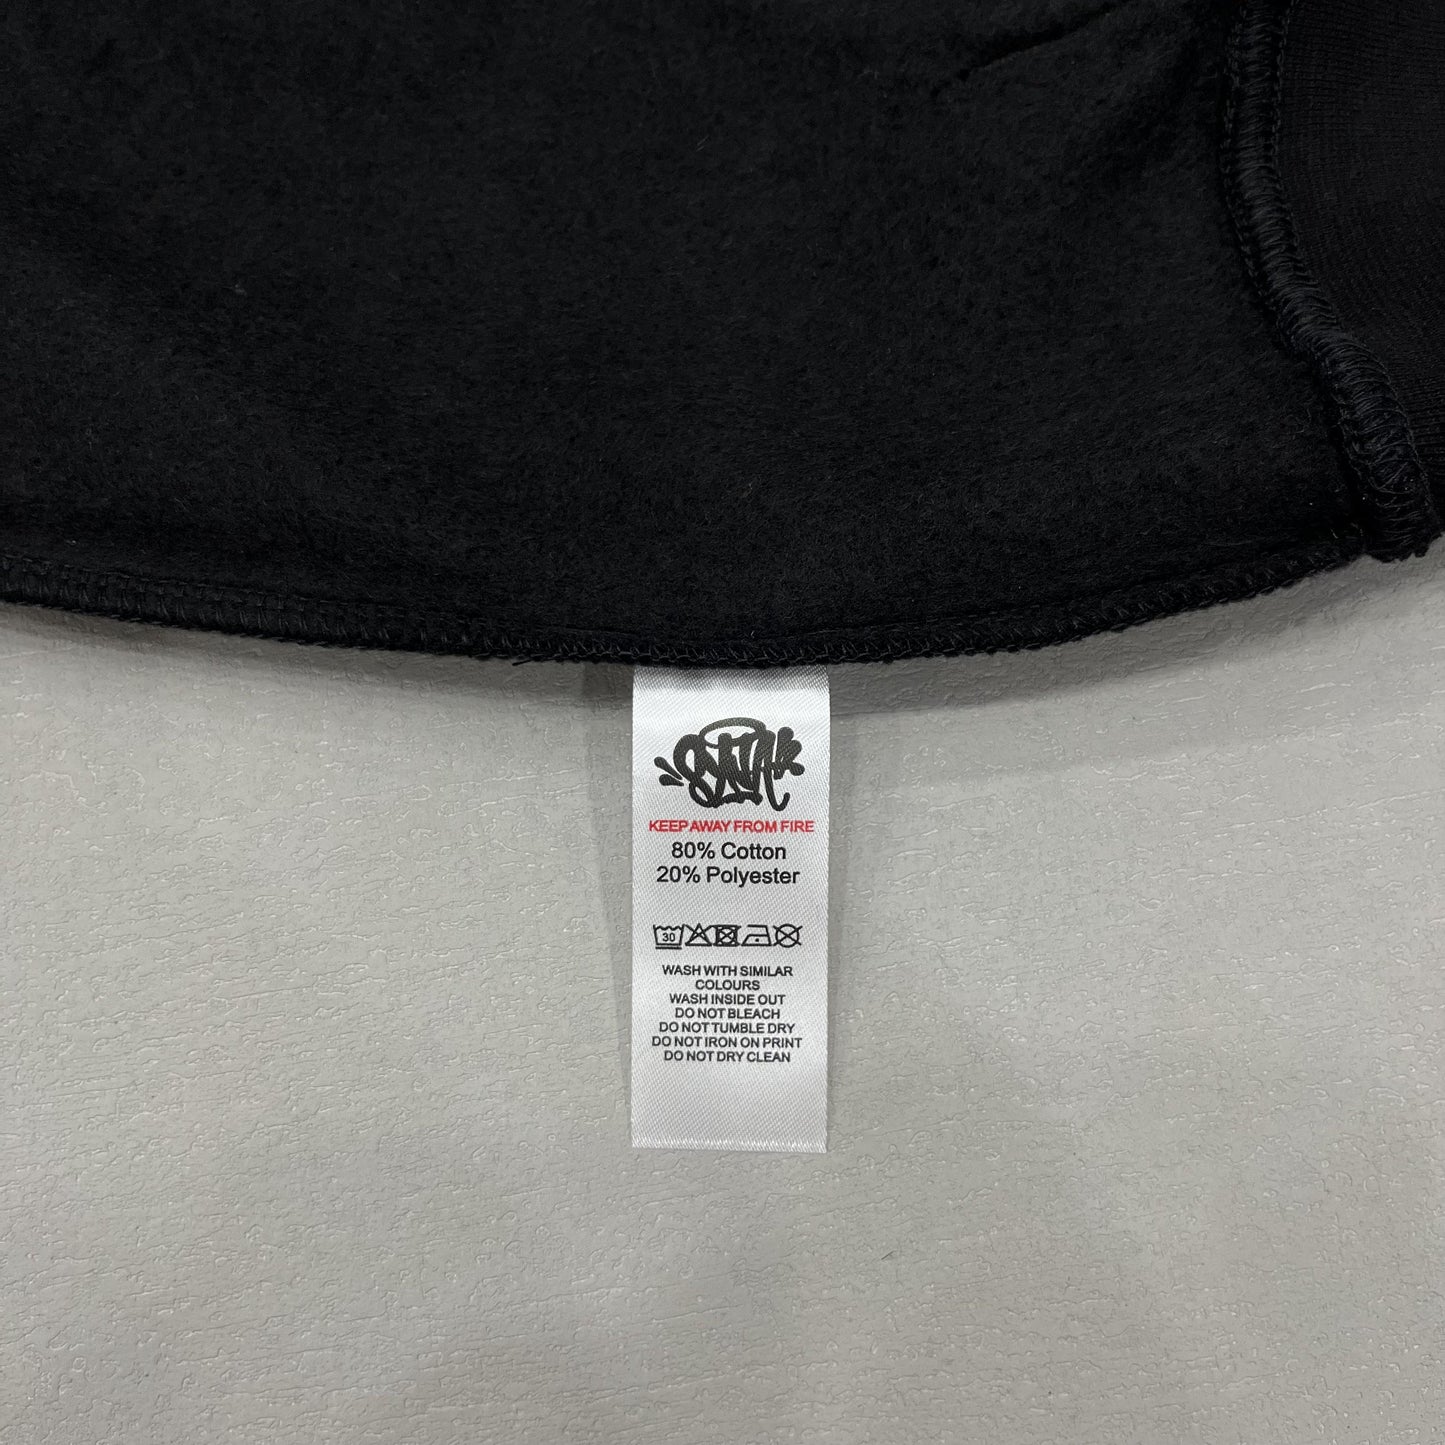 SYNA
KEEP AWAY FROM FIRE
80% Cotton
20% Polyester
30
WASH WITH SIMILAR
COLOURS
WASH INSIDE OUT
DO NOT BLEACH
DO NOT TUMBLE DRY
DO NOT IRON ON PRINT
DO NOT DRY CLEAN